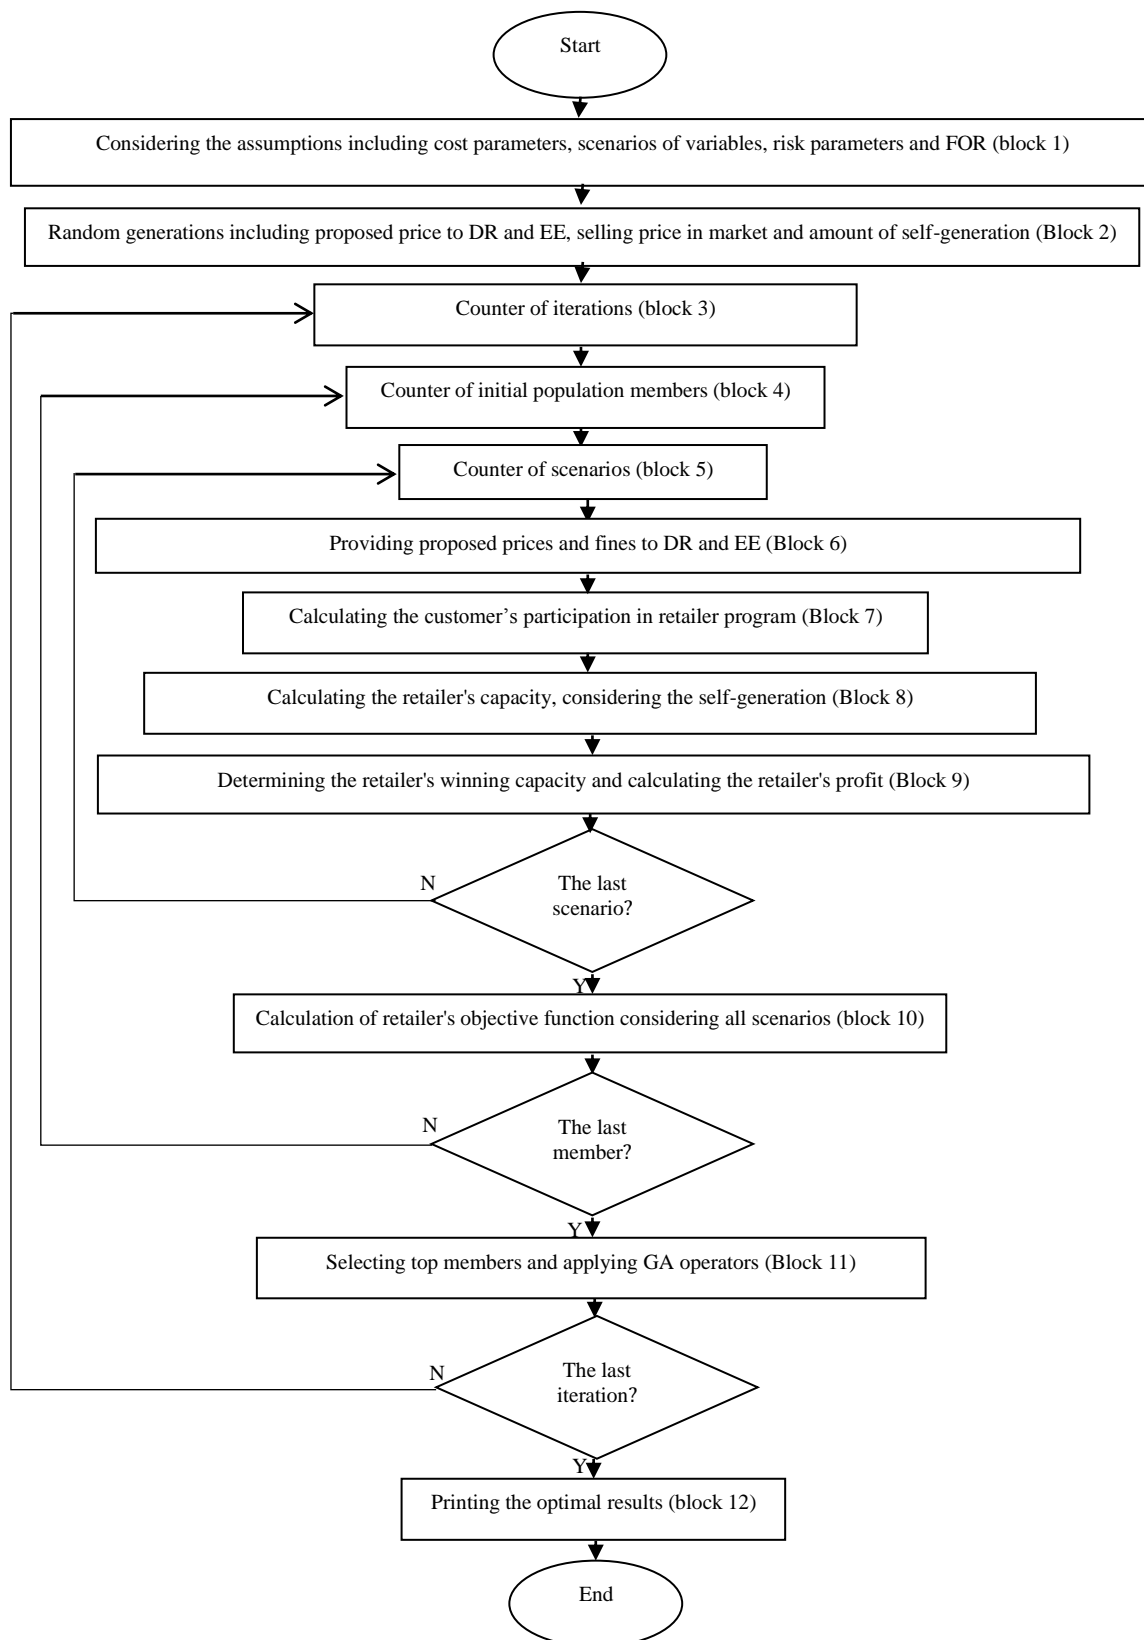 Start
Considering the assumptions including cost parameters, scenarios of variables, risk parameters and FOR (block 1)
Random generations including proposed price to DR and EE, selling price in market and amount of self-generation (Block 2)
Counter of iterations (block 3)
Counter of initial population members (block 4)
Counter of scenarios (block 5)
Providing proposed prices and fines to DR and EE (Block 6)
Calculating the customer’s participation in retailer program (Block 7)
Calculating the retailer's capacity, considering the self-generation (Block 8)
Determining the retailer's winning capacity and calculating the retailer's profit (Block 9)
N
The last
scenario?
Y
Calculation of retailer's objective function considering all scenarios (block 10)
N
The last
member?
Y
Selecting top members and applying GA operators (Block 11)
N
The last
iteration?
Y
Printing the optimal results (block 12)
End